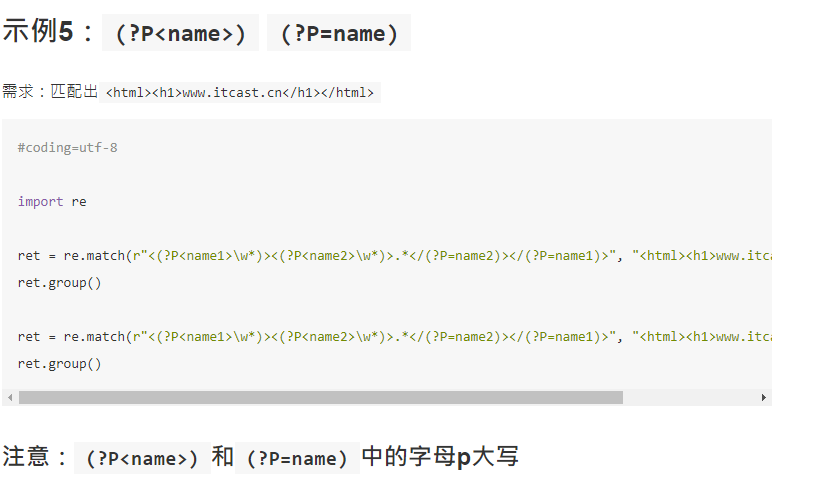 示例5：(?P<name>) (?P=name)
需求：匹配出<html><h1>www.itcast.cn</h1></html>
#coding=utf-8
import re
ret = re.match(r"<(?P<name1>\w*)><(?P<name2>\w*)>.*</(?P=name2)></(?P=name1)>", "<html><h1>www.itca
ret.group()
ret = re.match(r"<(?P<name1>\w*)><(?P<name2>\w*)>.*</(?P=name2)></(?P=name1)>", "<html><h1>www.itca
ret.group()
注意：(?P<name>)和(?P=name)中的字母p大写